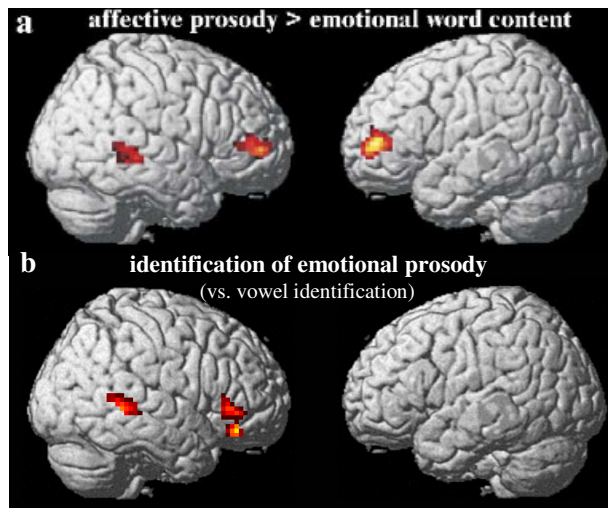 a affective prosody > emotional word content
b identification of emotional prosody
(vs. vowel identification)